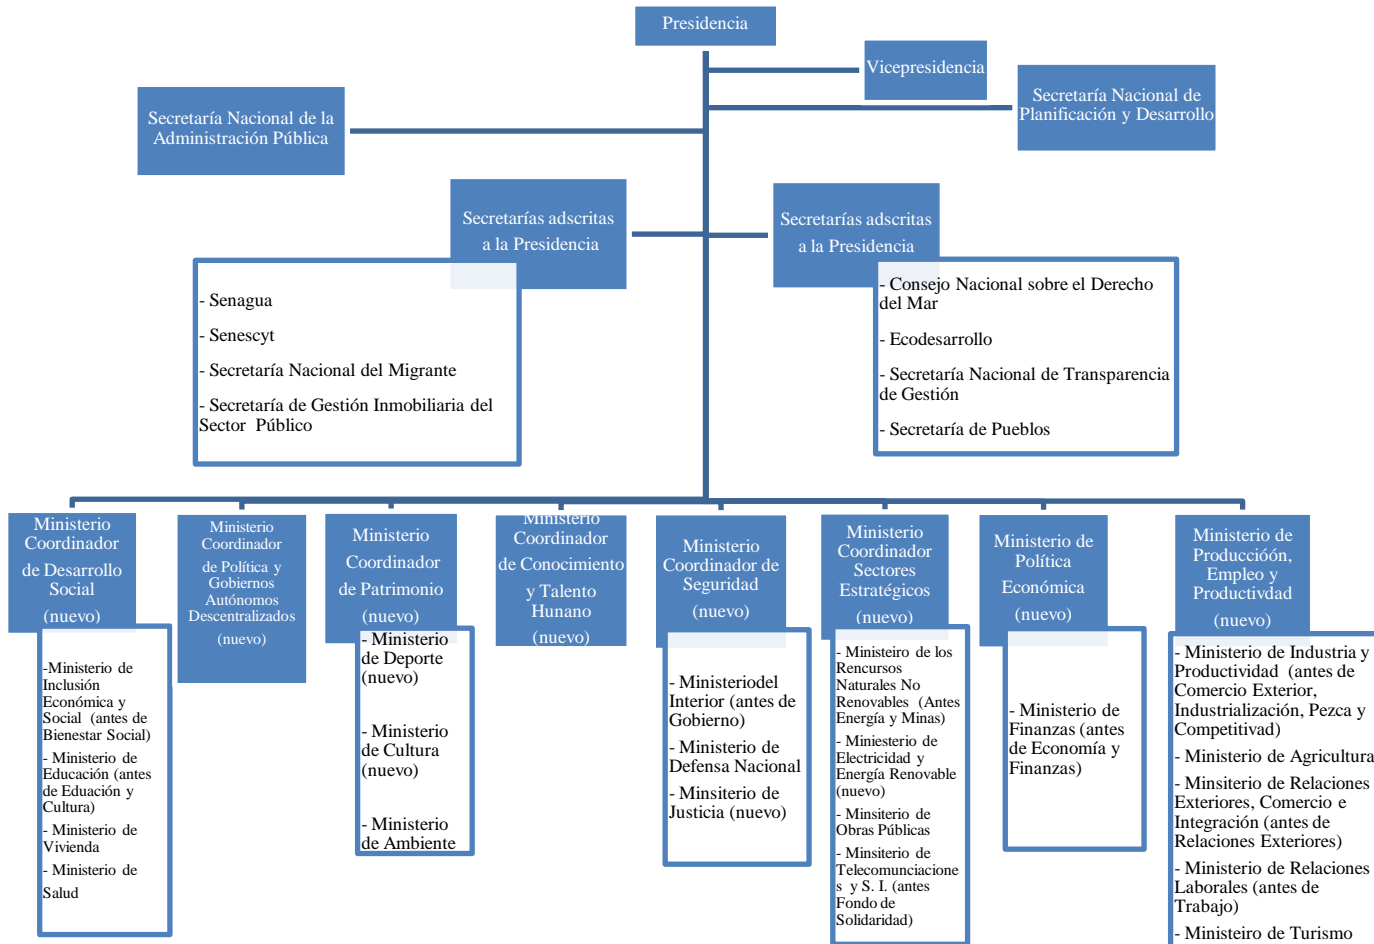 Presidencia
Vicepresidencia
Secretaría Nacional de
Planificación y Desarrollo
Secretaría Nacional de la
Administración Pública
Secretarías adscritas
a la Presidencia
- Senagua
- Senescyt
- Secretaría Nacional del Migrante
- Secretaría de Gestión Inmobiliaria del
Sector Público
Secretarías adscritas
a la Presidencia
- Consejo Nacional sobre el Derecho
del Mar
- Ecodesarrollo
- Secretaría Nacional de Transparencia
de Gestión
- Secretaría de Pueblos
Ministerio
Coordinador
de Desarrollo
Social
(nuevo)
-Ministerio de
Inclusión
Económica y
Social (antes de
Bienestar Social)
- Ministerio de
Educación (antes
de Eduación y
Cultura)
- Ministerio de
Vivienda
- Ministerio de
Salud
Ministerio
Coordinador
de Política y
Gobiernos
Autónomos
Descentralizados
(nuevo)
Ministerio
Coordinador
de Patrimonio
(nuevo)
- Ministerio
de Deporte
(nuevo)
- Ministerio
de Cultura
(nuevo)
- Ministerio
de Ambiente
Ministerio
Coordinador
de Conocimiento
y Talento
Hunano
(nuevo)
Ministerio
Coordinador de
Seguridad
(nuevo)
- Ministeriodel
Interior (antes de
Gobierno)
- Ministerio de
Defensa Nacional
- Minsiterio de
Justicia (nuevo)
Ministerio
Coordinador
Sectores
Estratégicos
(nuevo)
- Ministeiro de los
Rencursos
Naturales No
Renovables (Antes
Energía y Minas)
- Miniesterio de
Electricidad y
Energía Renovable
(nuevo)
- Minsiterio de
Obras Públicas
- Minsiterio de
Telecomunciacione
s y S. I. (antes
Fondo de
Solidaridad)
Ministerio de
Política
Económica
(nuevo)
- Ministerio de
Finanzas (antes
de Economía y
Finanzas)
Ministerio de
Produccióón,
Empleo y
Productivdad
(nuevo)
- Ministerio de Industria y
Productividad (antes de
Comercio Exterior,
Industrialización, Pezca y
Competitivad)
- Ministerio de Agricultura
- Minsiterio de Relaciones
Exteriores, Comercio e
Integración (antes de
Relaciones Exteriores)
- Ministerio de Relaciones
Laborales (antes de
Trabajo)
- Ministeiro de Turismo